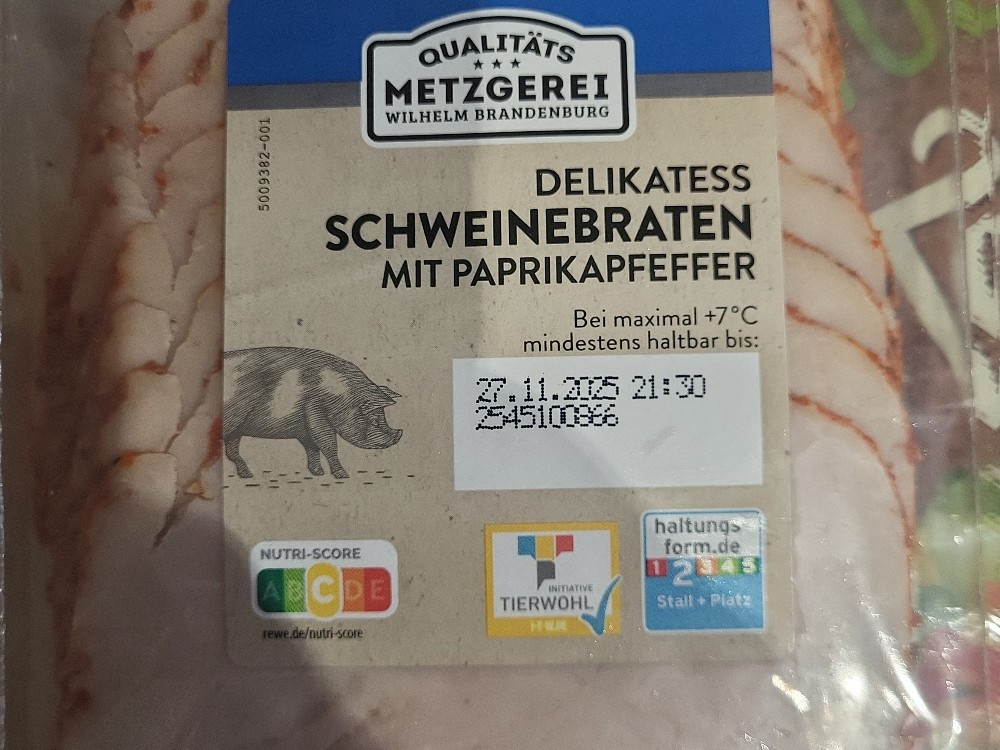 QUALITÄTS
METZGEREI
WILHELM BRANDENBURG
5009382-001
DELIKATESS
SCHWEINEBRATEN
MIT PAPRIKAPFEFFER
Bei maximal +7°C
mindestens haltbar bis:
27.11.2025 21:30
2545100866
NUTRI-SCORE
A B C D E
rewe.de/nutri-score
INITIATIVE
TIERWOHL
haltungs
form.de
1 2 3 4 5
Stall + Platz